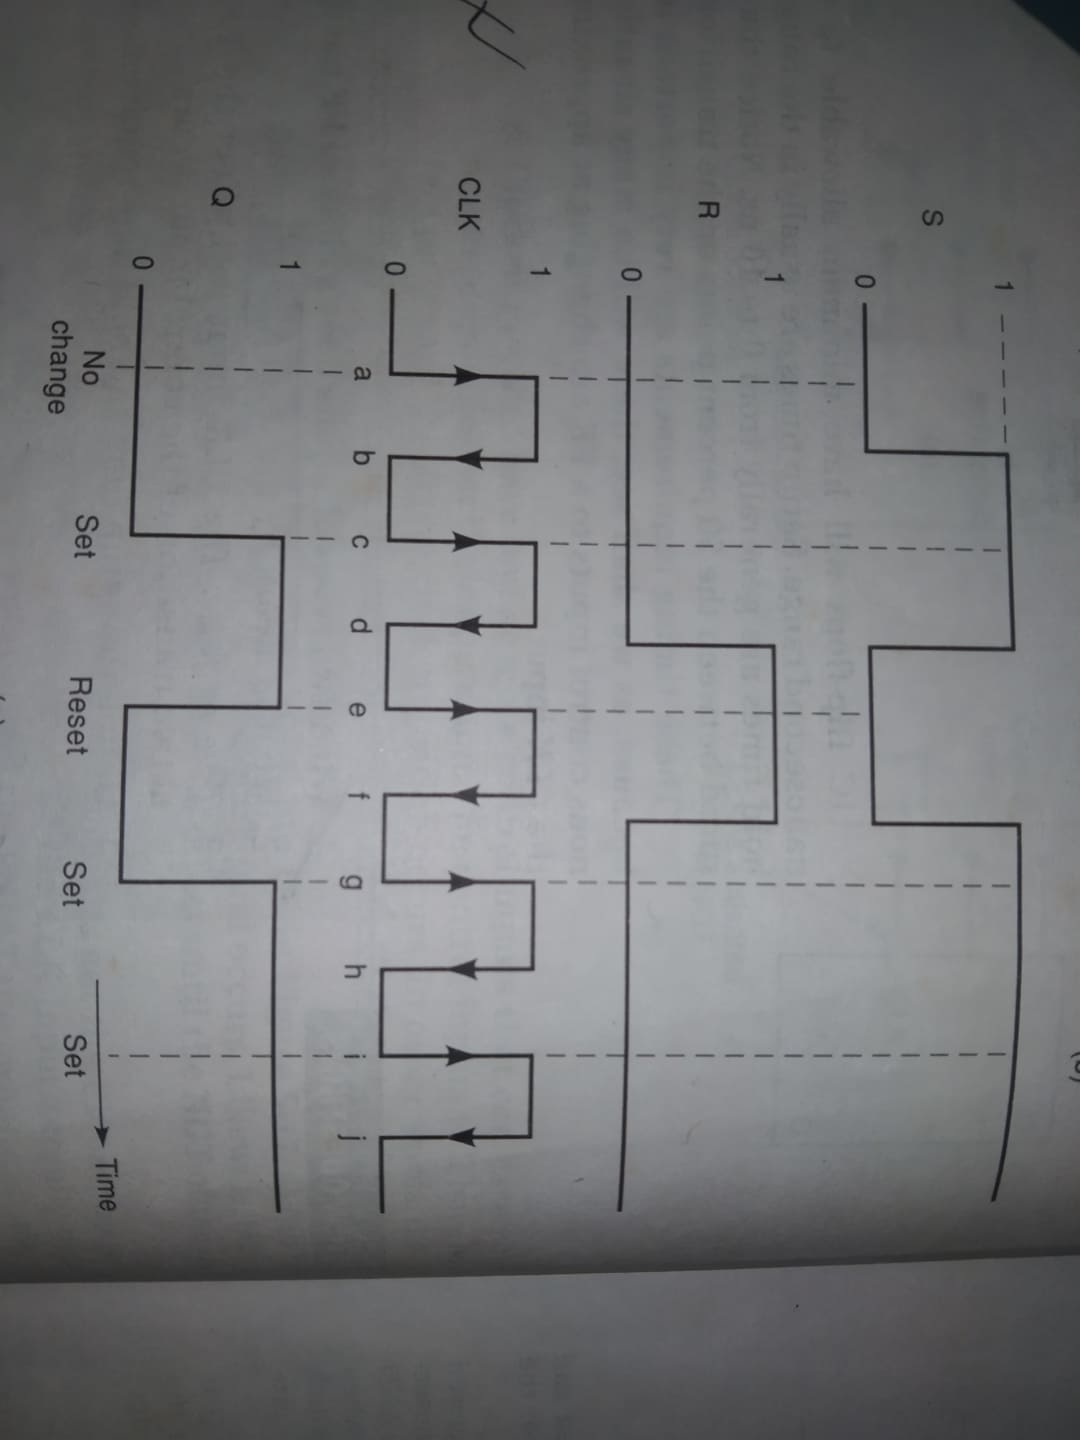 S
1
0
R
1
0
CLK
1
0
a b c d e f g h i j
Q
1
0
No change
Set
Reset
Set
Set
Time